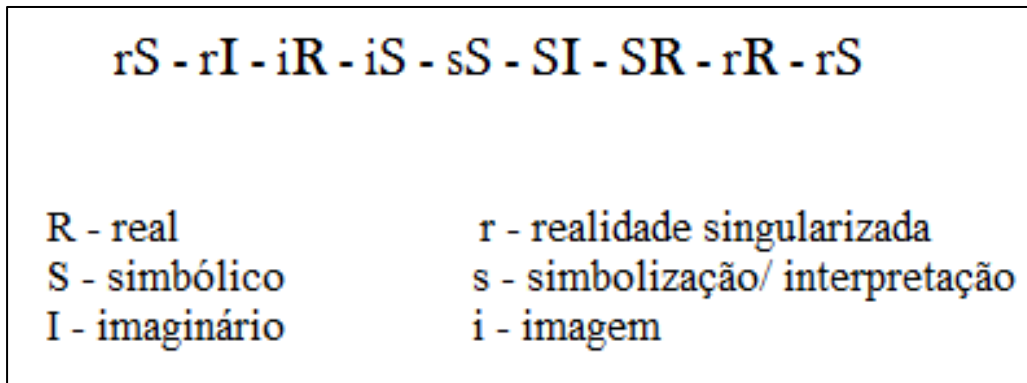 rS - rI - iR - iS - sS - SI - SR - rR - rS
R - real
S - simbólico
I - imaginário
r - realidade singularizada
s - simbolização/ interpretação
i - imagem